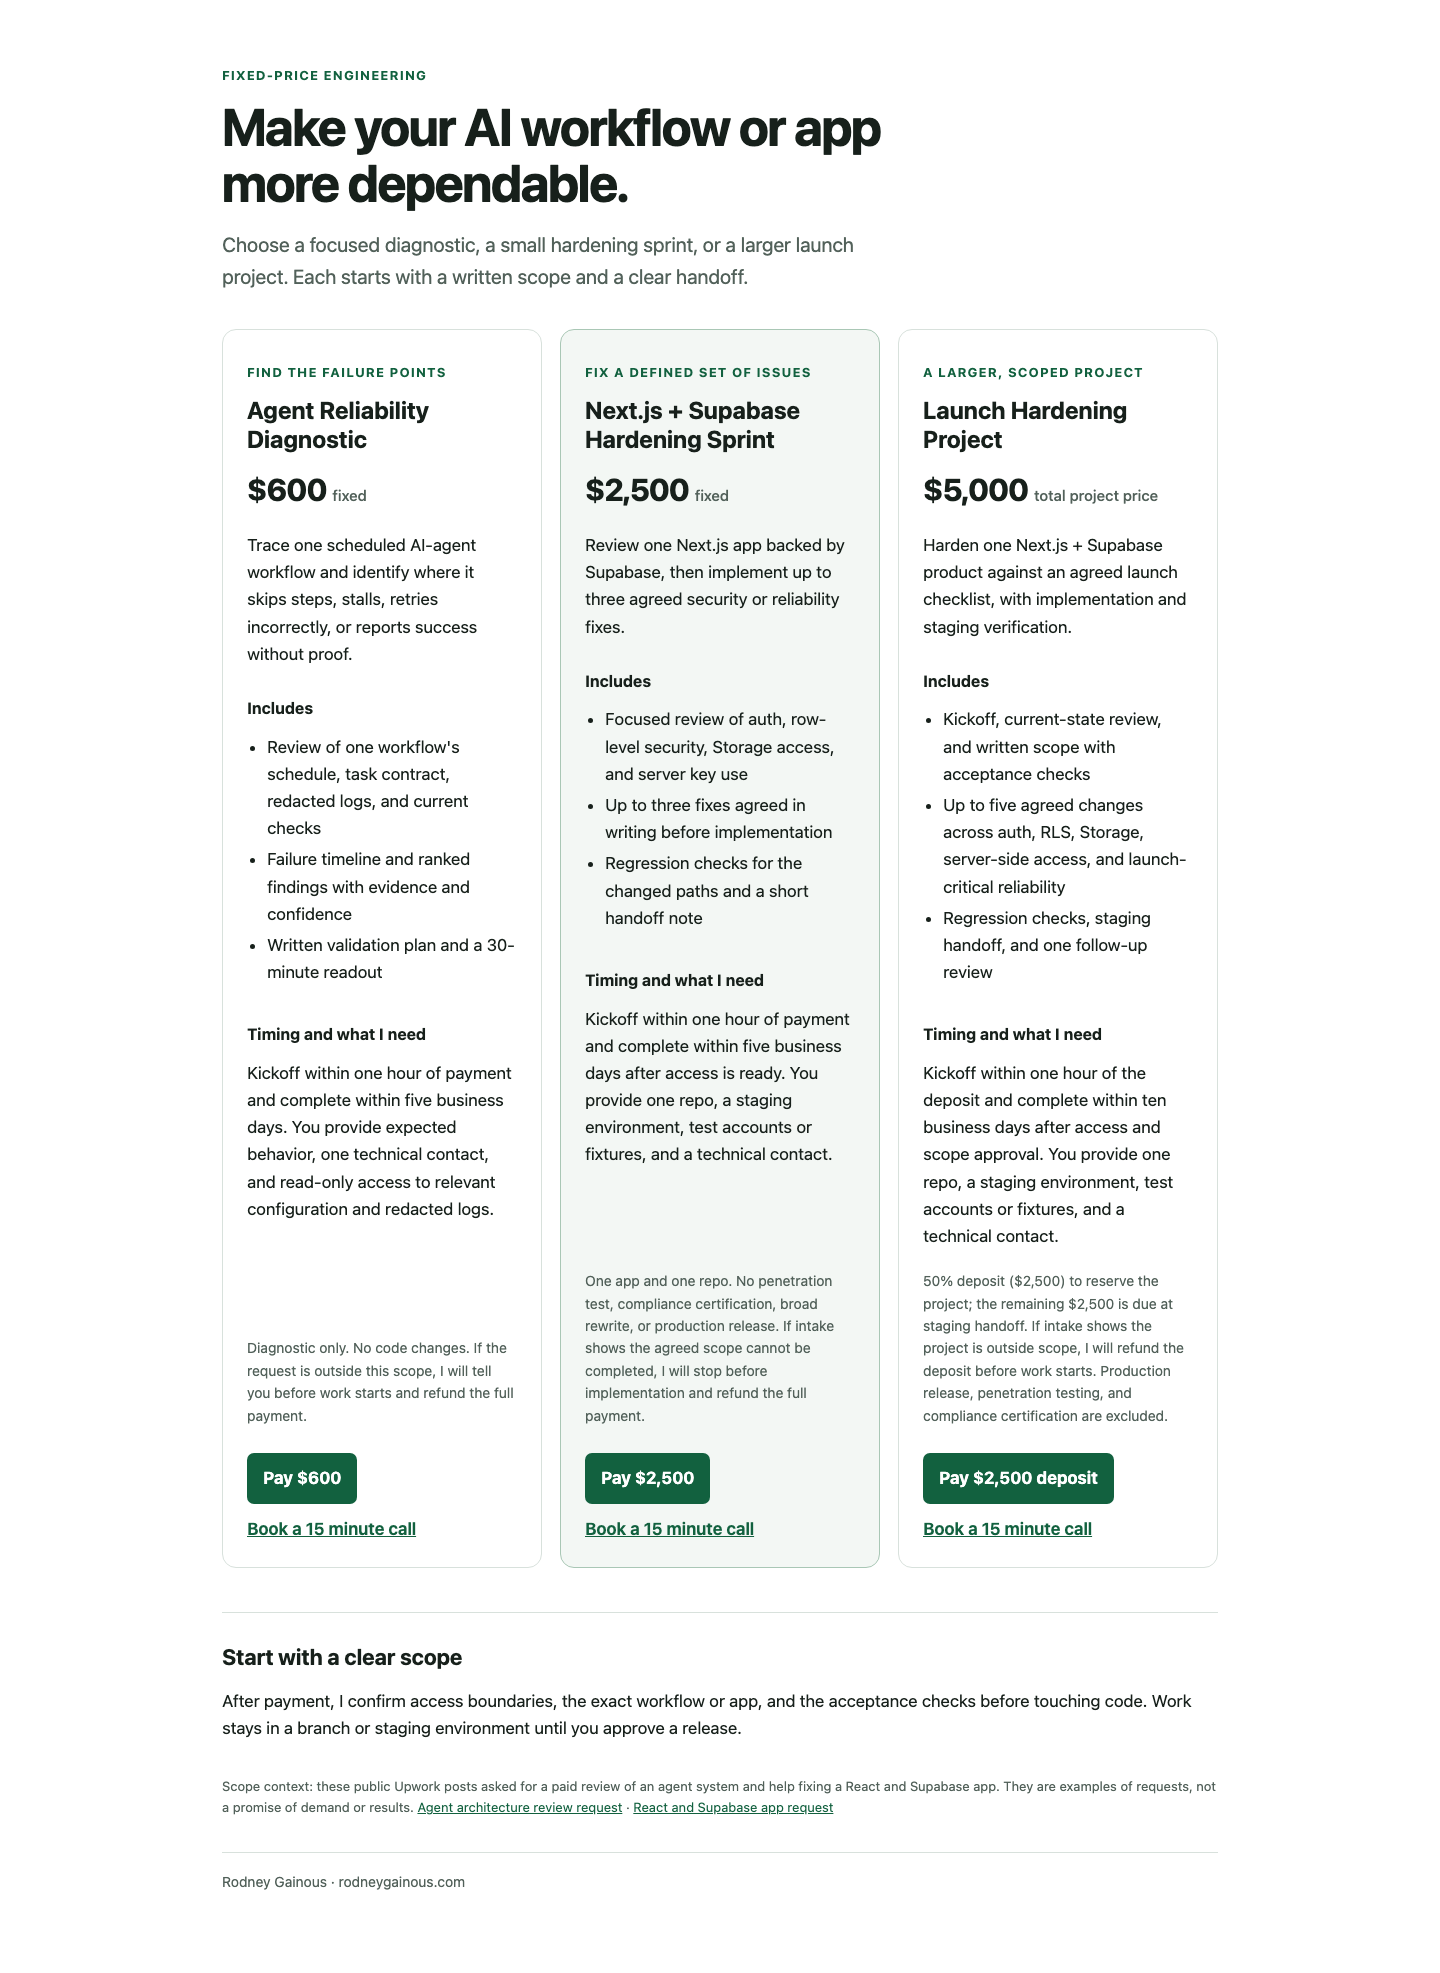 FIXED-PRICE ENGINEERING
Make your AI workflow or app
more dependable.
Choose a focused diagnostic, a small hardening sprint, or a larger launch
project. Each starts with a written scope and a clear handoff.
FIND THE FAILURE POINTS
Agent Reliability
Diagnostic
$600 fixed
Trace one scheduled AI-agent
workflow and identify where it
skips steps, stalls, retries
incorrectly, or reports success
without proof.
Includes
• Review of one workflow's
schedule, task contract,
redacted logs, and current
checks
• Failure timeline and ranked
findings with evidence and
confidence
• Written validation plan and a 30-
minute readout
Timing and what I need
Kickoff within one hour of payment
and complete within five business
days. You provide expected
behavior, one technical contact,
and read-only access to relevant
configuration and redacted logs.
Diagnostic only. No code changes. If the
request is outside this scope, I will tell
you before work starts and refund the full
payment.
Pay $600
Book a 15 minute call
FIX A DEFINED SET OF ISSUES
Next.js + Supabase
Hardening Sprint
$2,500 fixed
Review one Next.js app backed by
Supabase, then implement up to
three agreed security or reliability
fixes.
Includes
• Focused review of auth, row-
level security, Storage access,
and server key use
• Up to three fixes agreed in
writing before implementation
• Regression checks for the
changed paths and a short
handoff note
Timing and what I need
Kickoff within one hour of payment
and complete within five business
days after access is ready. You
provide one repo, a staging
environment, test accounts or
fixtures, and a technical contact.
One app and one repo. No penetration
test, compliance certification, broad
rewrite, or production release. If intake
shows the agreed scope cannot be
completed, I will stop before
implementation and refund the full
payment.
Pay $2,500
Book a 15 minute call
A LARGER, SCOPED PROJECT
Launch Hardening
Project
$5,000 total project price
Harden one Next.js + Supabase
product against an agreed launch
checklist, with implementation and
staging verification.
Includes
• Kickoff, current-state review,
and written scope with
acceptance checks
• Up to five agreed changes
across auth, RLS, Storage,
server-side access, and launch-
critical reliability
• Regression checks, staging
handoff, and one follow-up
review
Timing and what I need
Kickoff within one hour of the
deposit and complete within ten
business days after access and
scope approval. You provide one
repo, a staging environment, test
accounts or fixtures, and a
technical contact.
50% deposit ($2,500) to reserve the
project; the remaining $2,500 is due at
staging handoff. If intake shows the
project is outside scope, I will refund the
deposit before work starts. Production
release, penetration testing, and
compliance certification are excluded.
Pay $2,500 deposit
Book a 15 minute call
Start with a clear scope
After payment, I confirm access boundaries, the exact workflow or app, and the acceptance checks before touching code. Work
stays in a branch or staging environment until you approve a release.
Scope context: these public Upwork posts asked for a paid review of an agent system and help fixing a React and Supabase app. They are examples of requests, not
a promise of demand or results. Agent architecture review request · React and Supabase app request
Rodney Gainous · rodneygainous.com